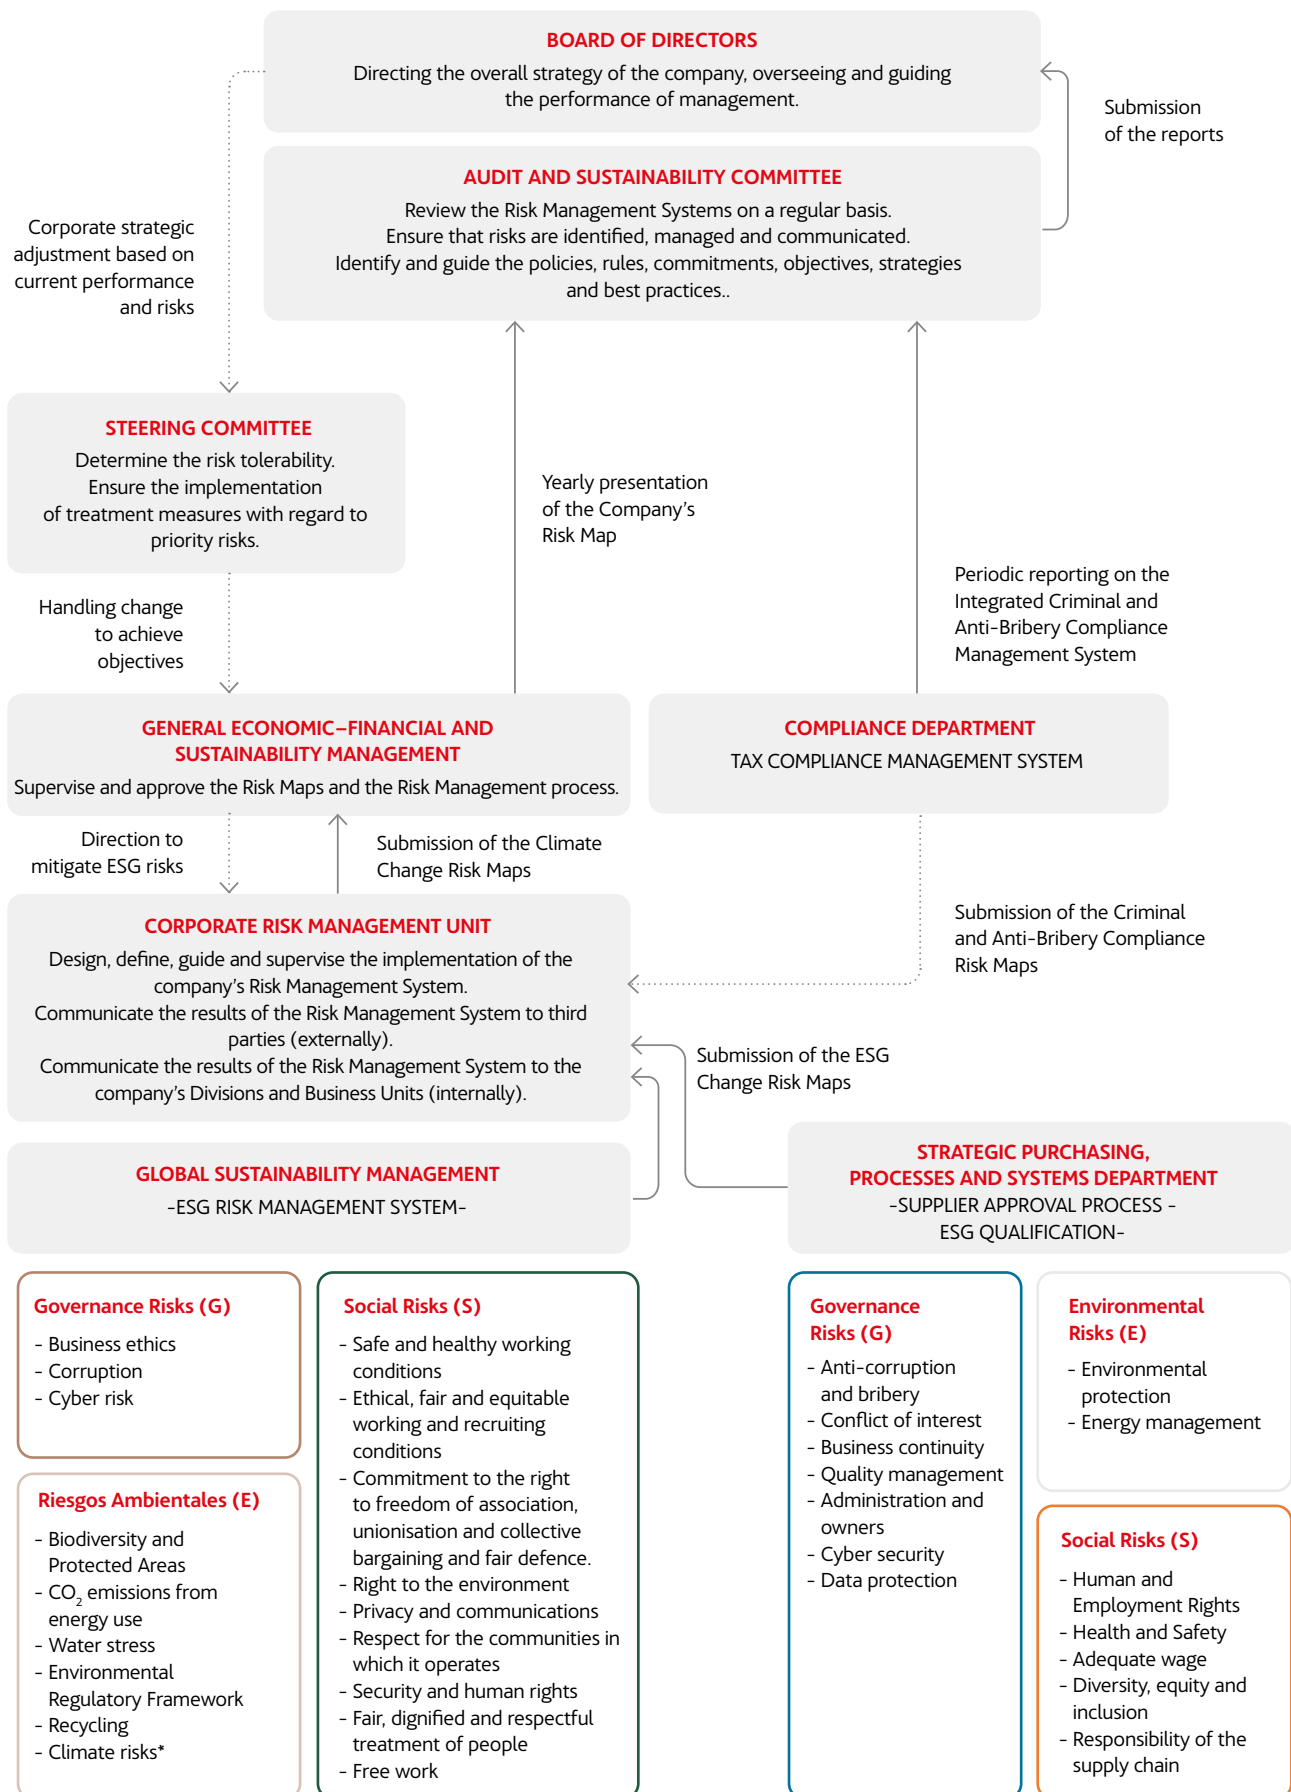 BOARD OF DIRECTORS
Directing the overall strategy of the company, overseeing and guiding
the performance of management.
Submission
of the reports
AUDIT AND SUSTAINABILITY COMMITTEE
Review the Risk Management Systems on a regular basis.
Ensure that risks are identified, managed and communicated.
Identify and guide the policies, rules, commitments, objectives, strategies
and best practices..
Corporate strategic
adjustment based on
current performance
and risks
STEERING COMMITTEE
Determine the risk tolerability.
Ensure the implementation
of treatment measures with regard to
priority risks.
Yearly presentation
of the Company's
Risk Map
Periodic reporting on the
Integrated Criminal and
Anti-Bribery Compliance
Management System
Handling change
to achieve
objectives
GENERAL ECONOMIC–FINANCIAL AND
SUSTAINABILITY MANAGEMENT
Supervise and approve the Risk Maps and the Risk Management process.
COMPLIANCE DEPARTMENT
TAX COMPLIANCE MANAGEMENT SYSTEM
Direction to
mitigate ESG risks
Submission of the Climate
Change Risk Maps
CORPORATE RISK MANAGEMENT UNIT
Design, define, guide and supervise the implementation of the
company's Risk Management System.
Communicate the results of the Risk Management System to third
parties (externally).
Communicate the results of the Risk Management System to the
company's Divisions and Business Units (internally).
Submission of the Criminal
and Anti-Bribery Compliance
Risk Maps
Submission of the ESG
Change Risk Maps
GLOBAL SUSTAINABILITY MANAGEMENT
-ESG RISK MANAGEMENT SYSTEM-
STRATEGIC PURCHASING,
PROCESSES AND SYSTEMS DEPARTMENT
-SUPPLIER APPROVAL PROCESS -
ESG QUALIFICATION-
Governance Risks (G)
- Business ethics
- Corruption
- Cyber risk
Riesgos Ambientales (E)
- Biodiversity and
Protected Areas
- CO2 emissions from
energy use
- Water stress
- Environmental
Regulatory Framework
- Recycling
- Climate risks*
Social Risks (S)
- Safe and healthy working
conditions
- Ethical, fair and equitable
working and recruiting
conditions
- Commitment to the right
to freedom of association,
unionisation and collective
bargaining and fair defence.
- Right to the environment
- Privacy and communications
- Respect for the communities in
which it operates
- Security and human rights
- Fair, dignified and respectful
treatment of people
- Free work
Governance
Risks (G)
- Anti-corruption
and bribery
- Conflict of interest
- Business continuity
- Quality management
- Administration and
owners
- Cyber security
- Data protection
Environmental
Risks (E)
- Environmental
protection
- Energy management
Social Risks (S)
- Human and
Employment Rights
- Health and Safety
- Adequate wage
- Diversity, equity and
inclusion
- Responsibility of the
supply chain